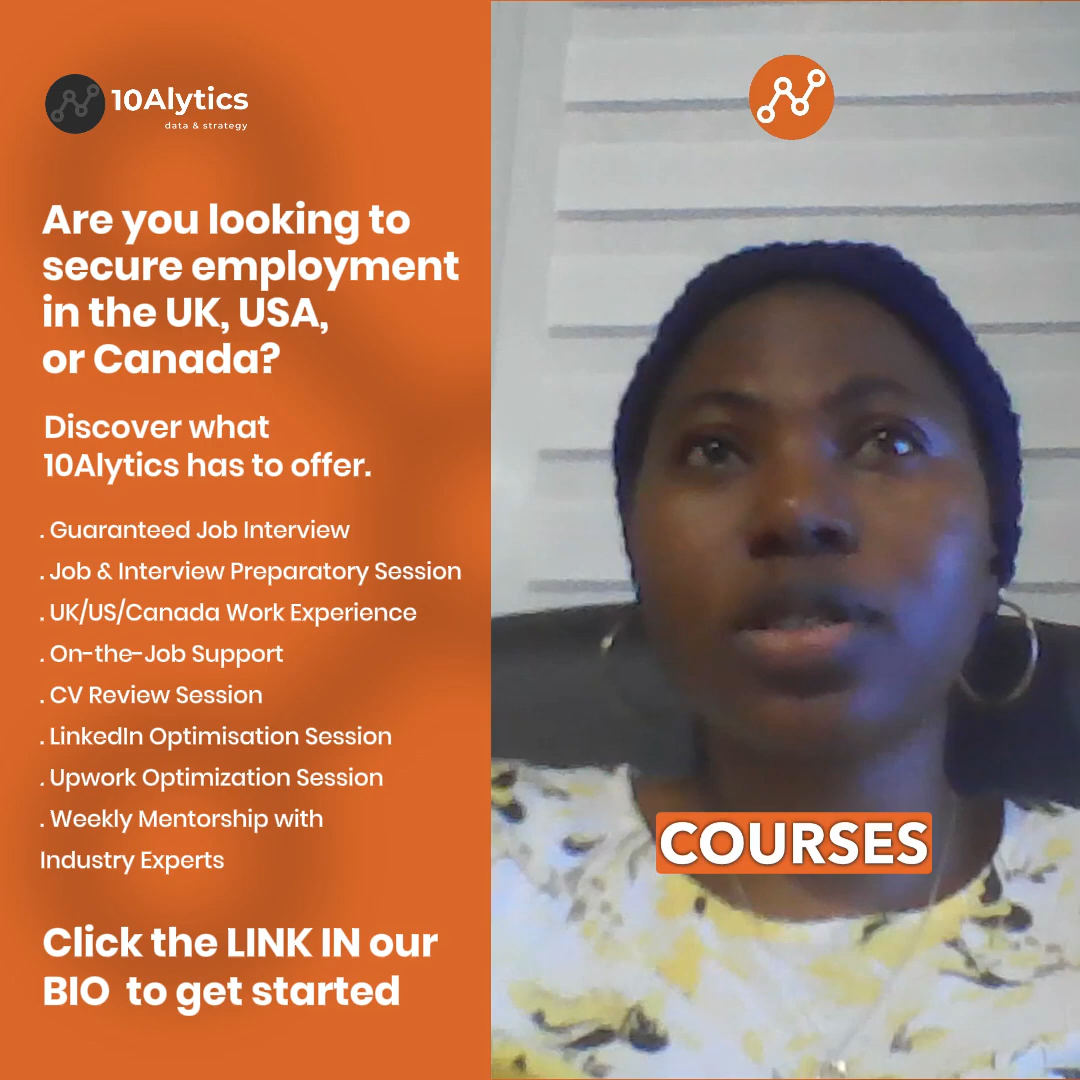 10Alytics
data & strategy
Are you looking to
secure employment
in the UK, USA,
or Canada?
Discover what
10Alytics has to offer.
. Guaranteed Job Interview
. Job & Interview Preparatory Session
. UK/US/Canada Work Experience
. On-the-Job Support
. CV Review Session
. LinkedIn Optimisation Session
. Upwork Optimization Session
. Weekly Mentorship with
Industry Experts
Click the LINK IN our
BIO  to get started
COURSES